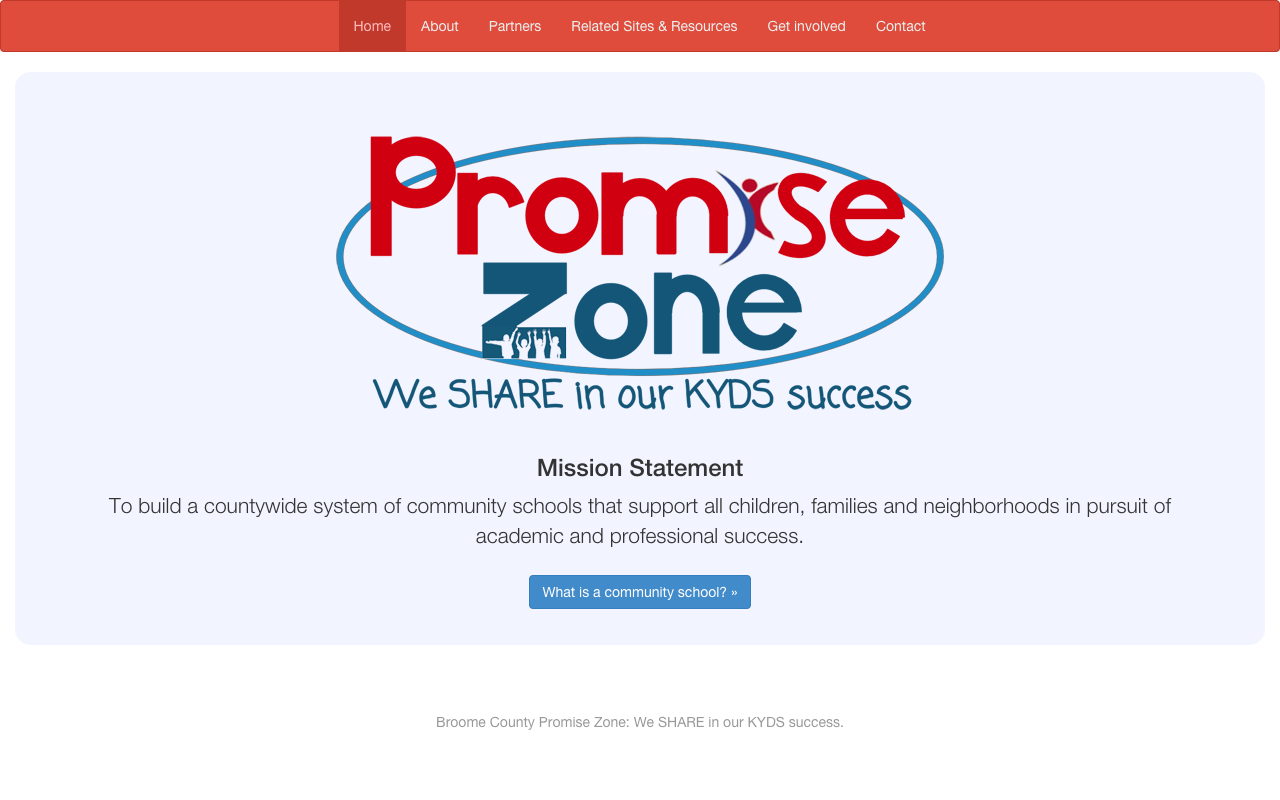 Home About Partners Related Sites & Resources Get involved Contact
Promise
Zone
We SHARE in our KYDS success
Mission Statement
To build a countywide system of community schools that support all children, families and neighborhoods in pursuit of
academic and professional success.
What is a community school? »
Broome County Promise Zone: We SHARE in our KYDS success.